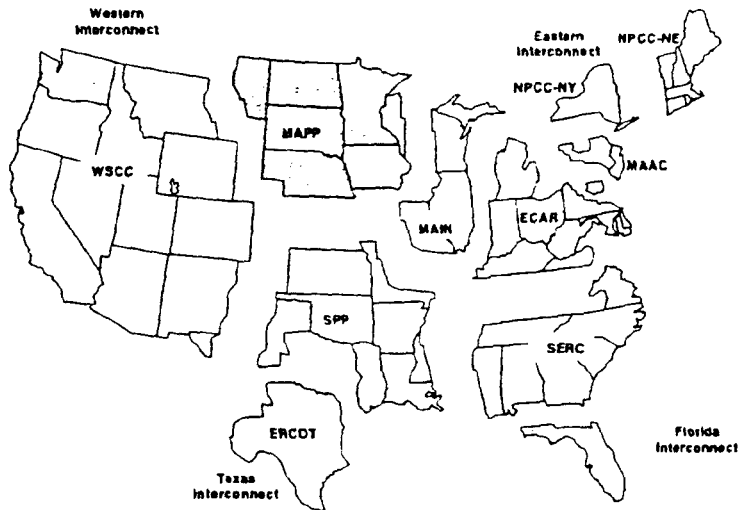 Western
Interconnect
Eastern
Interconnect
NPCC-NE
NPCC-NY
MAPP
WSCC
MAAC
MAIN
ECAR
SPP
SERC
ERCOT
Texas
Interconnect
Florida
Interconnect